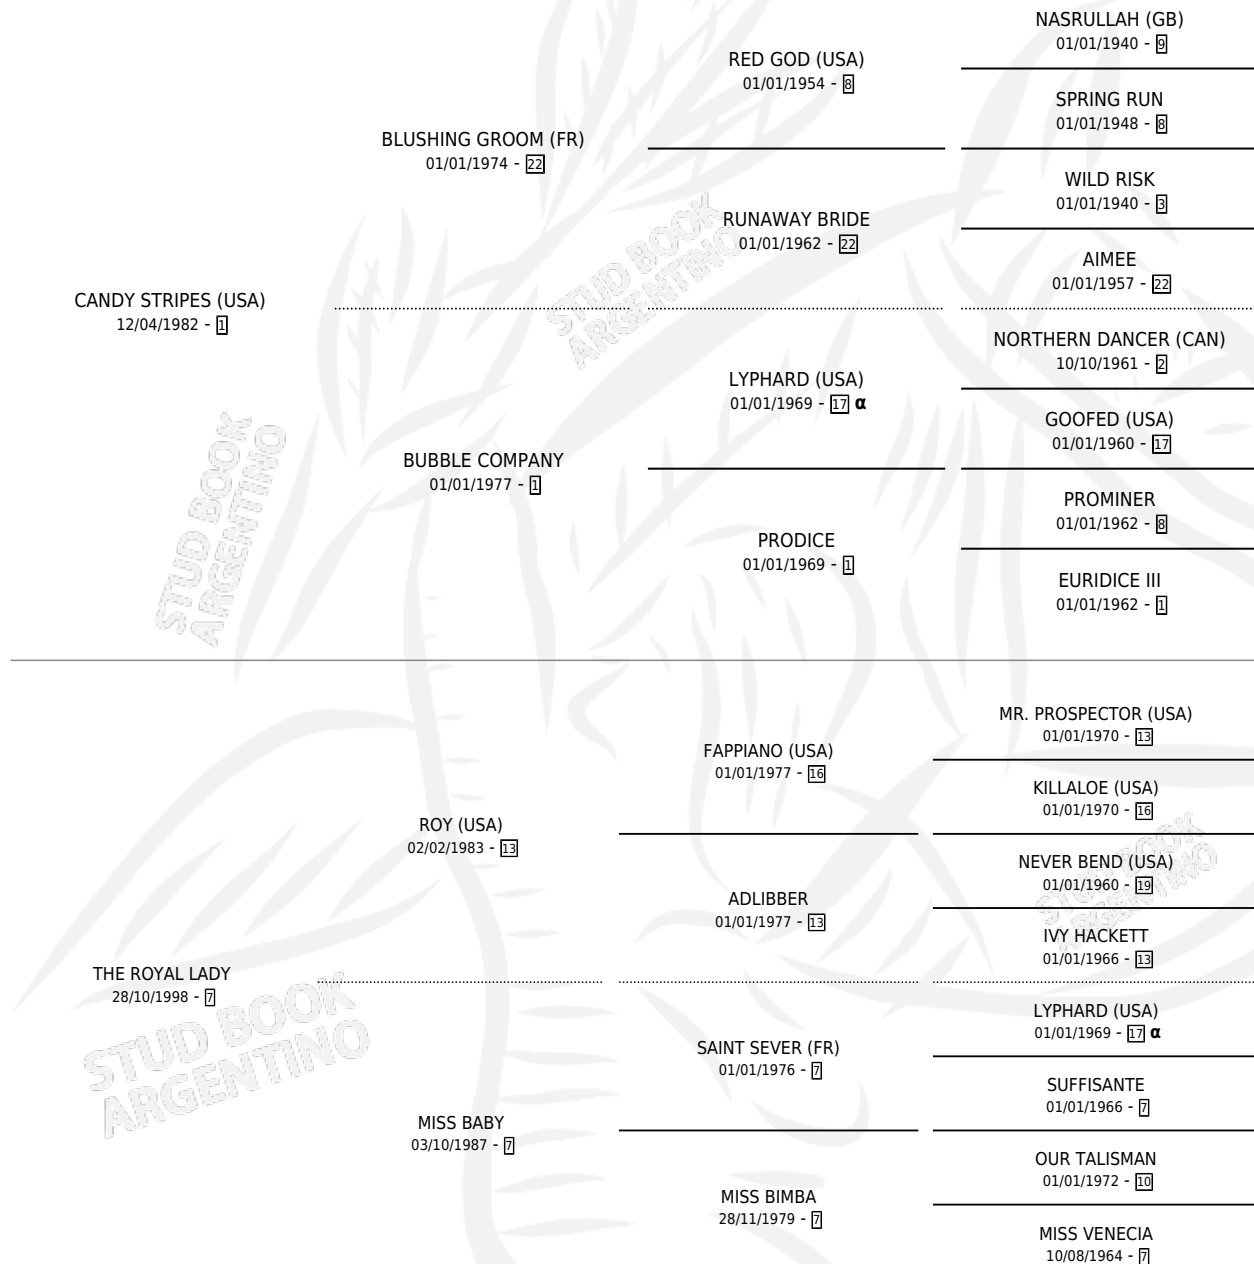 NASRULLAH (GB)
01/01/1940 - 9
RED GOD (USA)
01/01/1954 - 8
SPRING RUN
01/01/1948 - 8
BLUSHING GROOM (FR)
01/01/1974 - 22
WILD RISK
01/01/1940 - 3
RUNAWAY BRIDE
01/01/1962 - 22
AIMEE
01/01/1957 - 22
CANDY STRIPES (USA)
12/04/1982 - 1
NORTHERN DANCER (CAN)
10/10/1961 - 2
LYPHARD (USA)
01/01/1969 - 17 α
GOOFED (USA)
01/01/1960 - 17
BUBBLE COMPANY
01/01/1977 - 1
PROMINER
01/01/1962 - 8
PRODICE
01/01/1969 - 1
EURIDICE III
01/01/1962 - 1
MR. PROSPECTOR (USA)
01/01/1970 - 13
FAPPIANO (USA)
01/01/1977 - 16
KILLALOE (USA)
01/01/1970 - 16
ROY (USA)
02/02/1983 - 13
NEVER BEND (USA)
01/01/1960 - 19
ADLIBBER
01/01/1977 - 13
IVY HACKETT
01/01/1966 - 13
THE ROYAL LADY
28/10/1998 - 7
LYPHARD (USA)
01/01/1969 - 17 α
SAINT SEVER (FR)
01/01/1976 - 7
SUFFISANTE
01/01/1966 - 7
MISS BABY
03/10/1987 - 7
OUR TALISMAN
01/01/1972 - 10
MISS BIMBA
28/11/1979 - 7
MISS VENECIA
10/08/1964 - 7
STUD BOOK
ARGENTINO
STUD BOOK
ARGENTINO
STUD BOOK
ARGENTINO
STUD BOOK
ARGENTINO